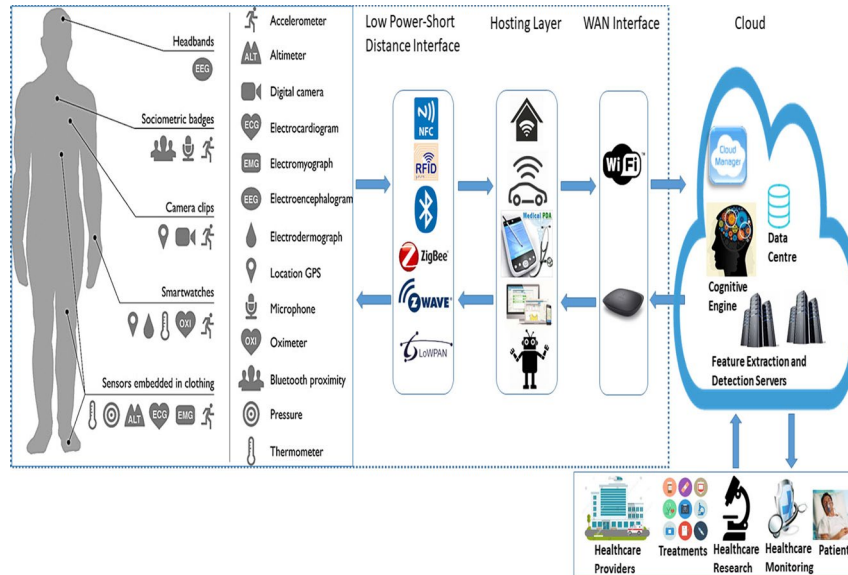 Headbands
EEG
Sociometric badges
Camera clips
Smartwatches
OXI
Sensors embedded in clothing
ALT
ECG
EMG
Accelerometer
ALT
Altimeter
Digital camera
ECG
Electrocardiogram
EMG
Electromyograph
EEG
Electroencephalogram
Electrodermograph
Location GPS
Microphone
OXI
Oximeter
Bluetooth proximity
Pressure
Thermometer
Low Power-Short
Distance Interface
NFC
RFID
ZigBee®
Z WAVE®
LoWPAN
Hosting Layer
Medical PDA
WAN Interface
WiFi
Cloud
Cloud
Manager
Data
Centre
Cognitive
Engine
Feature Extraction and
Detection Servers
Healthcare
Providers
Treatments
Healthcare
Research
Healthcare
Monitoring
Patient